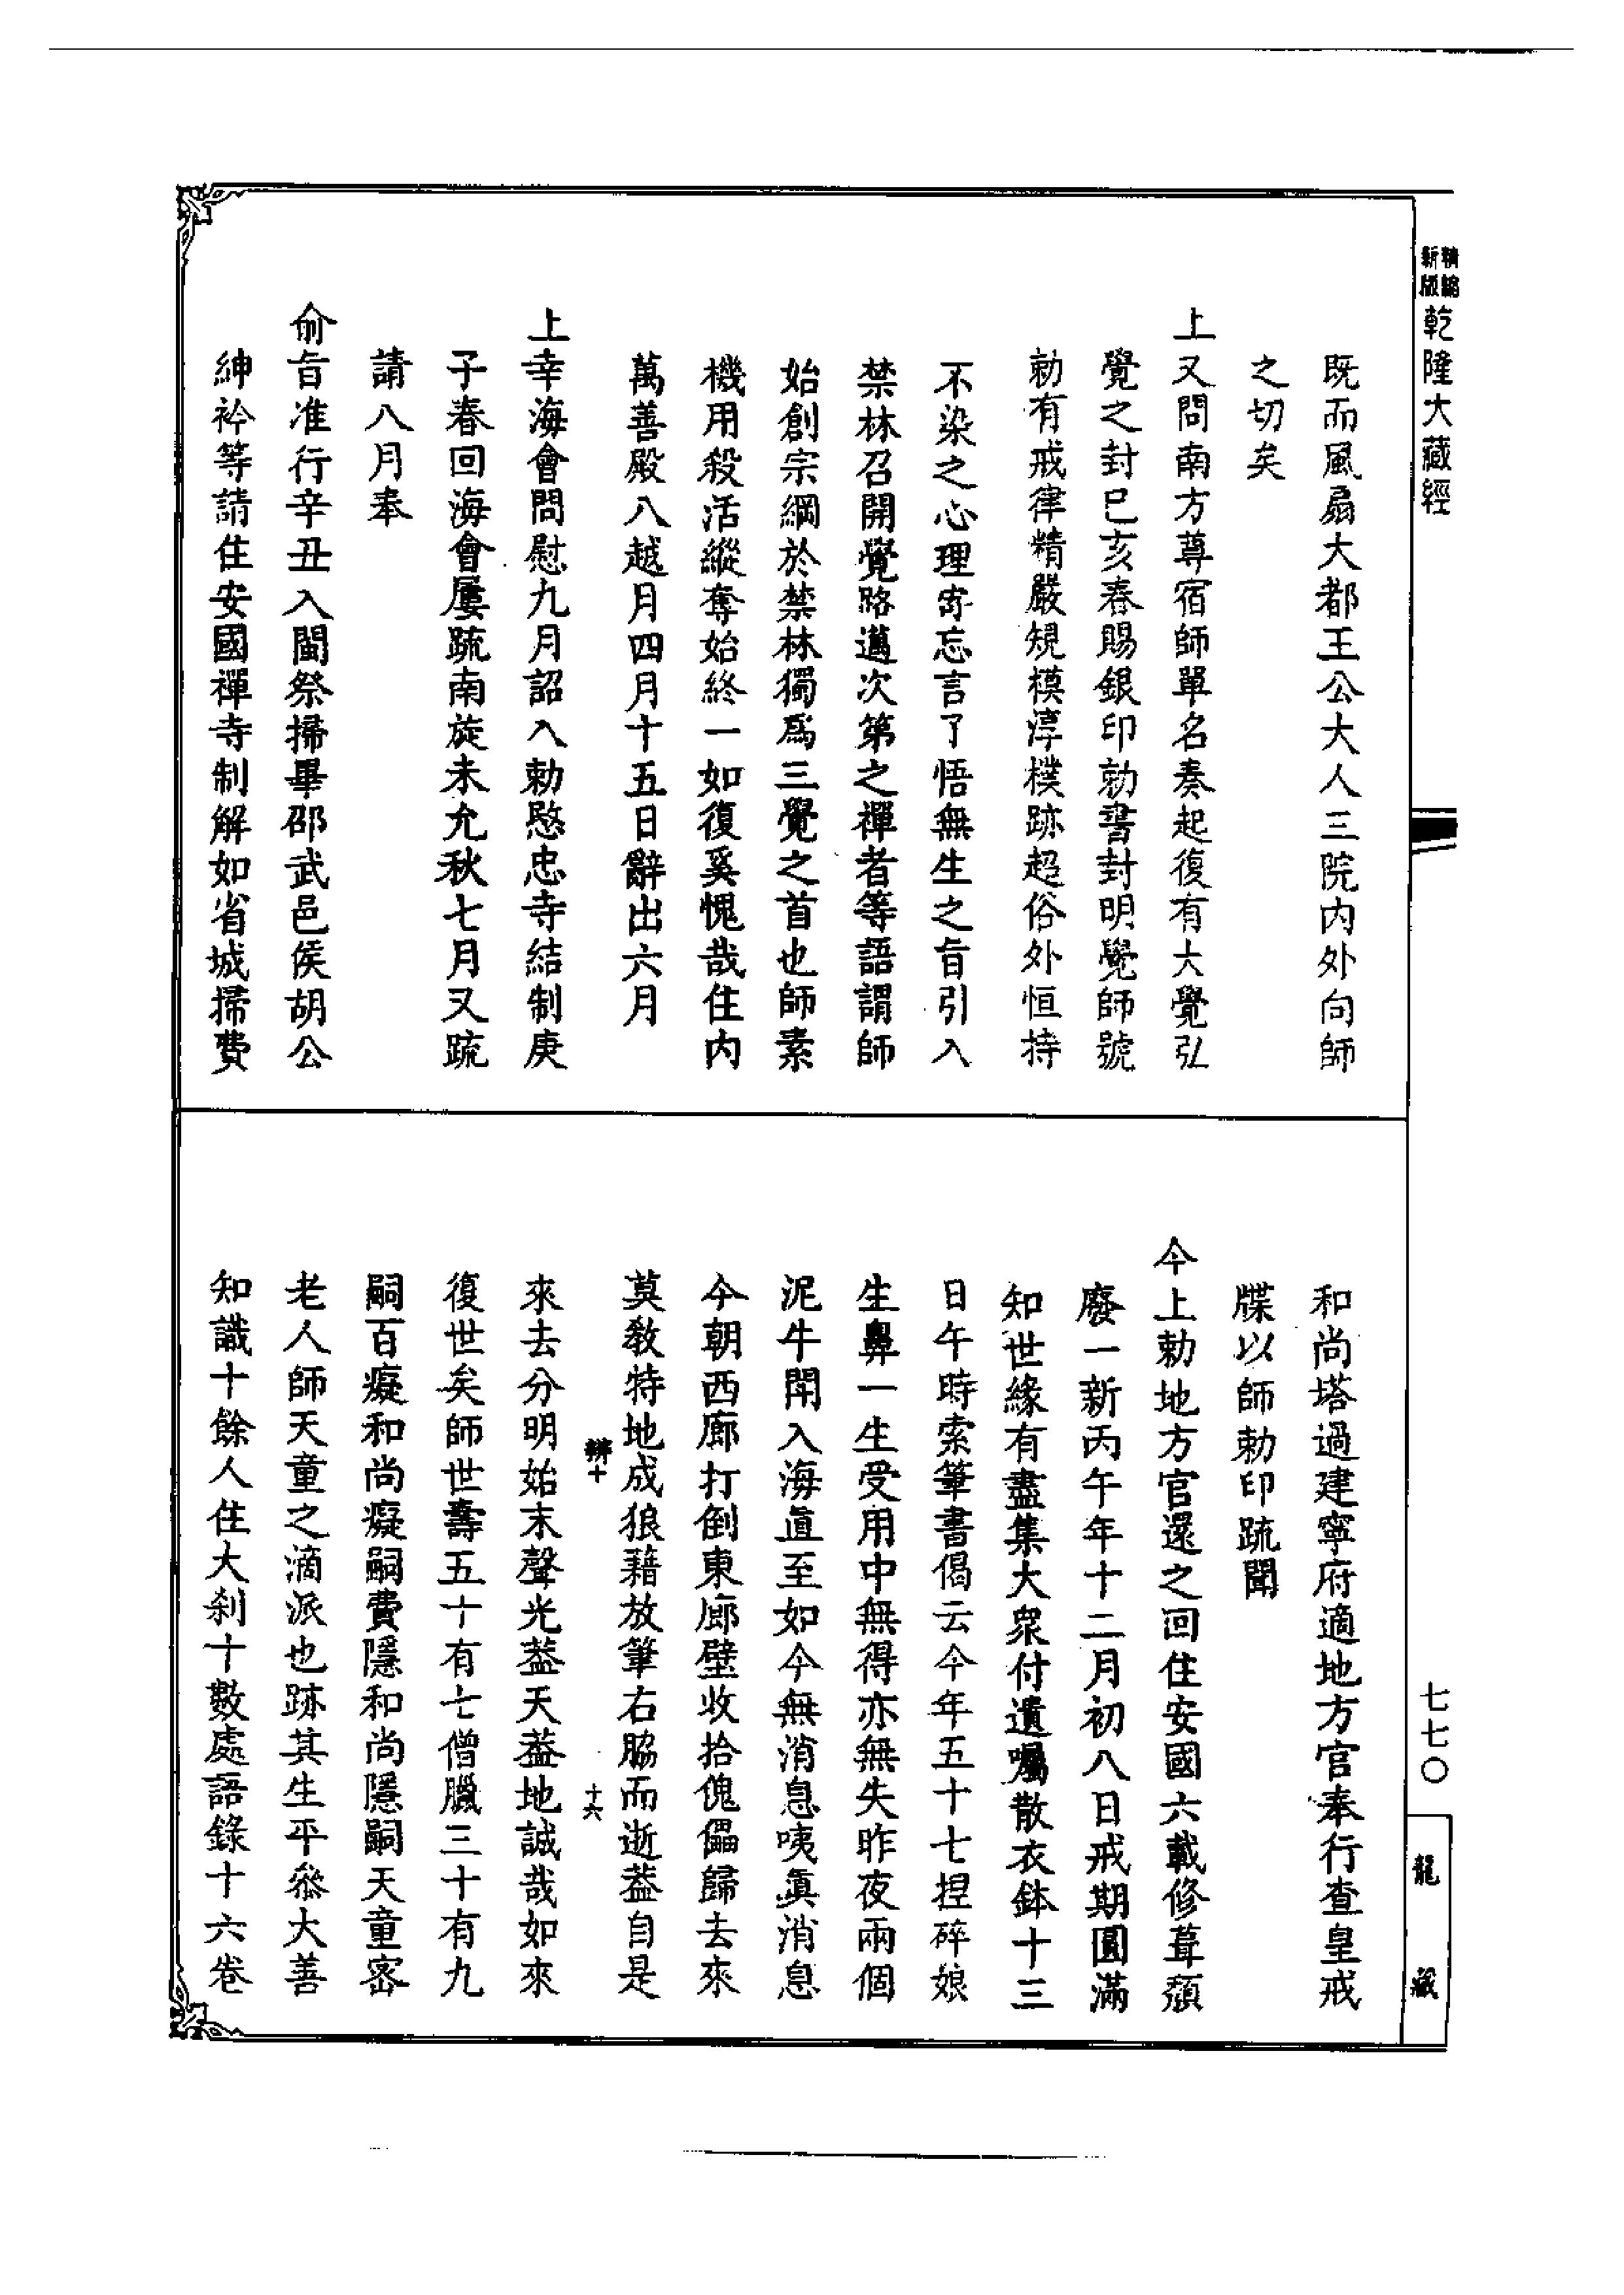 精縮
新版
乾隆大藏經
七七〇
龍藏
既而風扇大都王公大人三院內外向師
之切矣
上又問南方尊宿師單名奏起復有大覺弘
覺之封已亥春賜銀印勅書封明覺師號
勅有戒律精嚴規模淳樸跡超俗外恒持
不染之心理寄忘言了悟無生之旨引入
禁林召開覺路邁次第之禪者等語謂師
始創宗綱於禁林獨爲三覺之首也師素
機用殺活縱奪始終一如復奚愧哉住內
萬善殿八越月四月十五日辭出六月
上幸海會問慰九月詔入勅愍忠寺結制庚
子春回海會屢疏南旋未允秋七月又疏
請八月奉
俞旨准行辛丑入閩祭掃畢邵武邑侯胡公
紳衿等請住安國禪寺制解如省城掃費
和尚塔過建寧府適地方官奉行查皇戒
牒以師勅印疏聞
今上勅地方官還之回住安國六載修葺頹
廢一新丙午年十二月初八日戒期圓滿
知世緣有盡集大衆付遺囑散衣鉢十三
日午時索筆書偈云今年五十七捏碎娘
生鼻一生受用中無得亦無失昨夜兩個
泥牛鬪入海直至如今無消息咦真消息
今朝西廊打倒東廊壁收拾傀儡歸去來
莫教特地成狼藉放筆右脇而逝葢自是
辨十
十六
來去分明始末聲光葢天葢地誠哉如來
復世矣師世壽五十有七僧臘三十有九
嗣百癡和尚癡嗣費隱和尚隱嗣天童密
老人師天童之滴派也跡其生平叅大善
知識十餘人住大刹十數處語錄十六卷